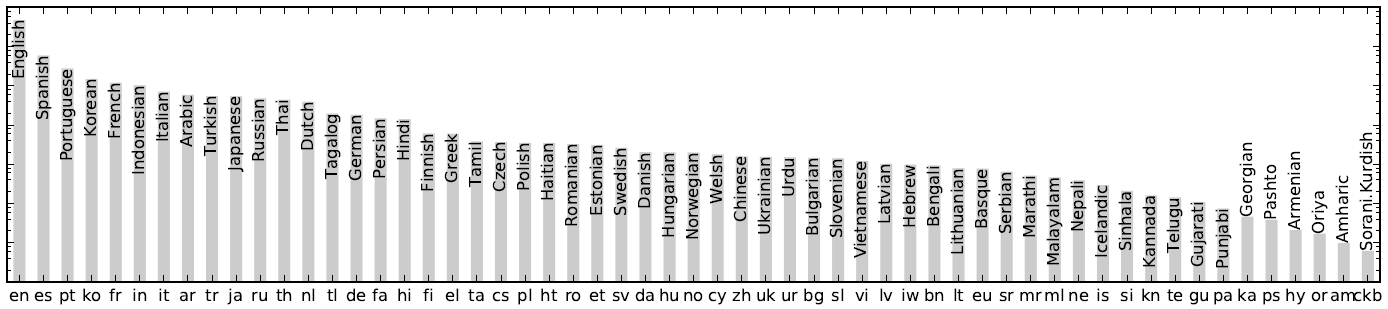 English Spanish Portuguese Korean French Indonesian Italian Arabic Turkish Japanese Russian Thai Dutch Tagalog German Persian Hindi Finnish Greek Tamil Czech Polish Haitian Romanian Estonian Swedish Danish Hungarian Norwegian Welsh Chinese Ukrainian Urdu Bulgarian Slovenian Vietnamese Latvian Hebrew Bengali Lithuanian Basque Serbian Marathi Malayalam Nepali Icelandic Sinhala Kannada Telugu Gujarati Punjabi Georgian Pashto Armenian Oriya Amharic Sorani.Kurdish
en es pt ko fr in it ar tr ja ru th nl tl de fa hi fi el ta cs pl ht ro et sv da hu no cy zh uk ur bg sl vi lv iw bn lt eu sr mr ml ne is si kn te gu pa ka ps hy or am ckb